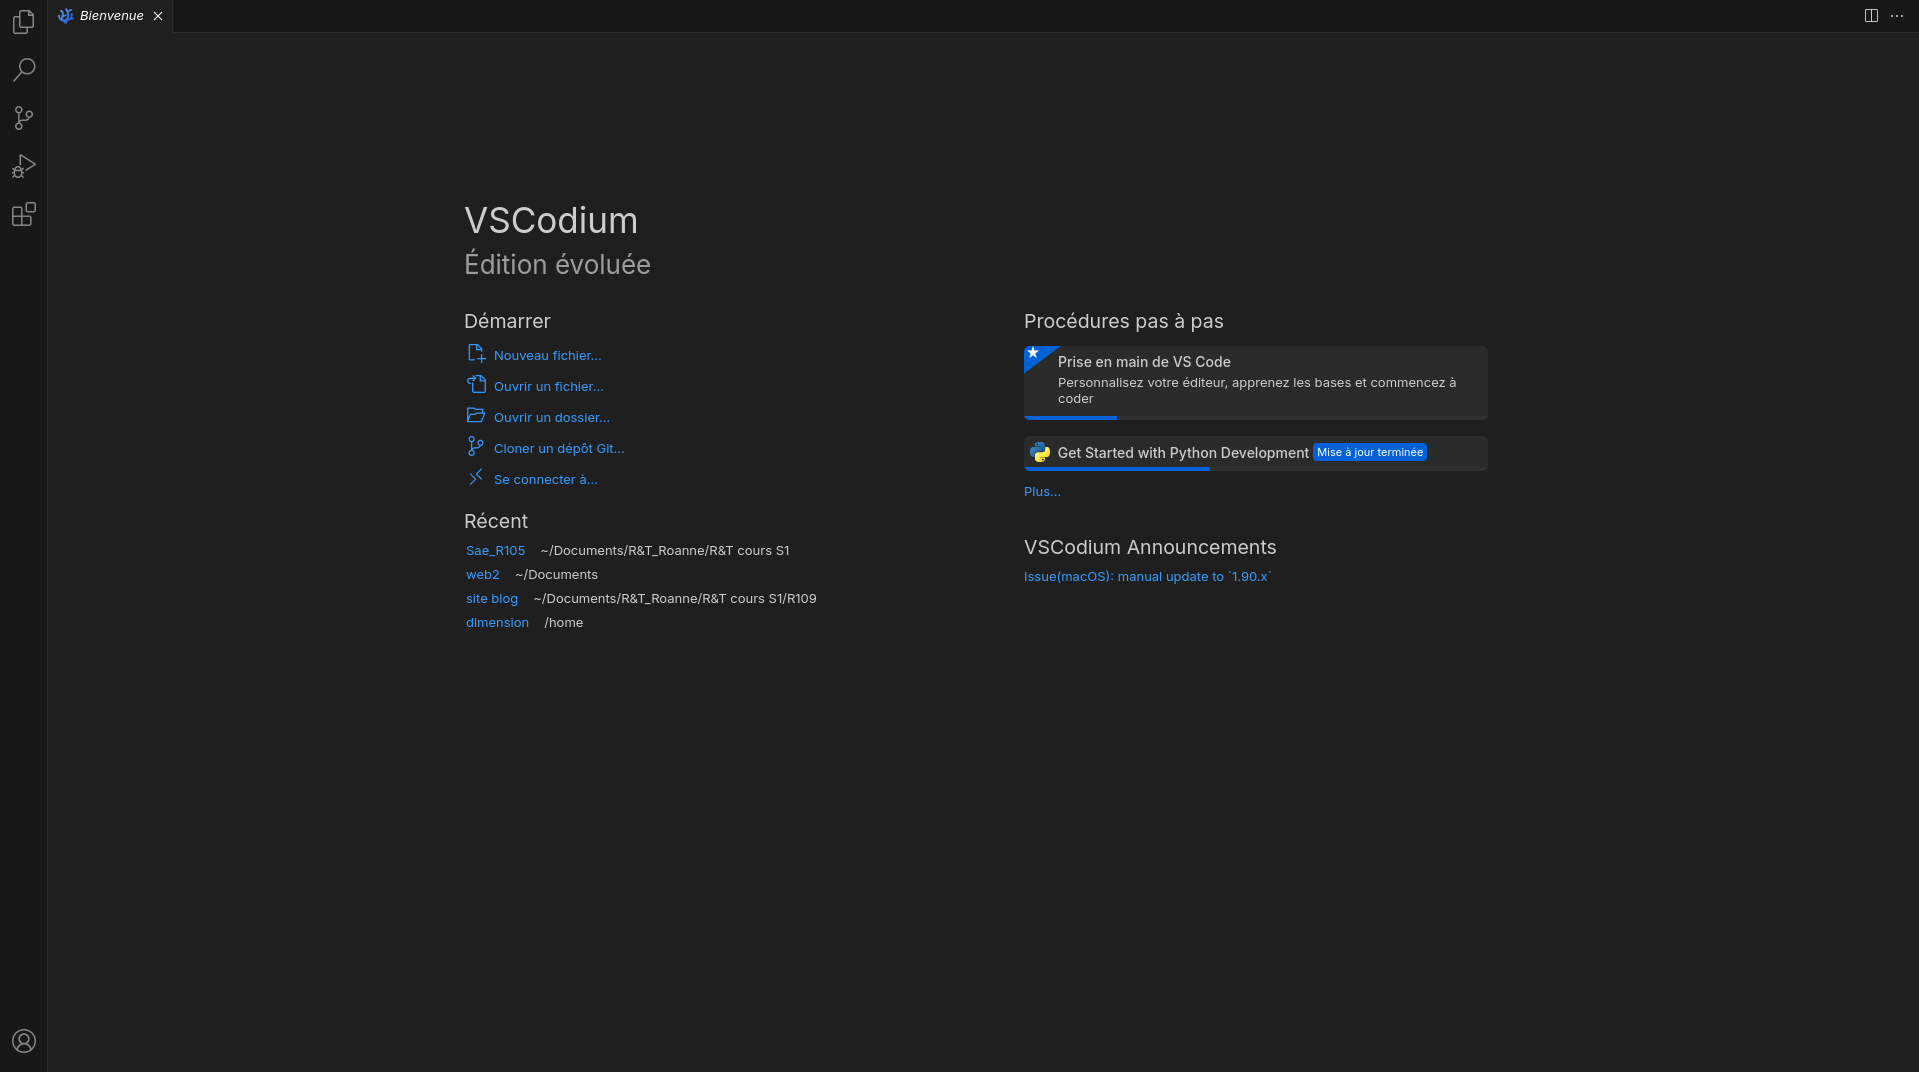 Bienvenue
VSCodium
Édition évoluée
Démarrer
Nouveau fichier...
Ouvrir un fichier...
Ouvrir un dossier...
Cloner un dépôt Git...
Se connecter à...
Récent
Sae_R105 ~/Documents/R&T_Roanne/R&T cours S1
web2 ~/Documents
site blog ~/Documents/R&T_Roanne/R&T cours S1/R109
dimension /home
Procédures pas à pas
Prise en main de VS Code
Personnalisez votre éditeur, apprenez les bases et commencez à
coder
Get Started with Python Development Mise à jour terminée
Plus...
VSCodium Announcements
Issue(macOS): manual update to `1.90.x`